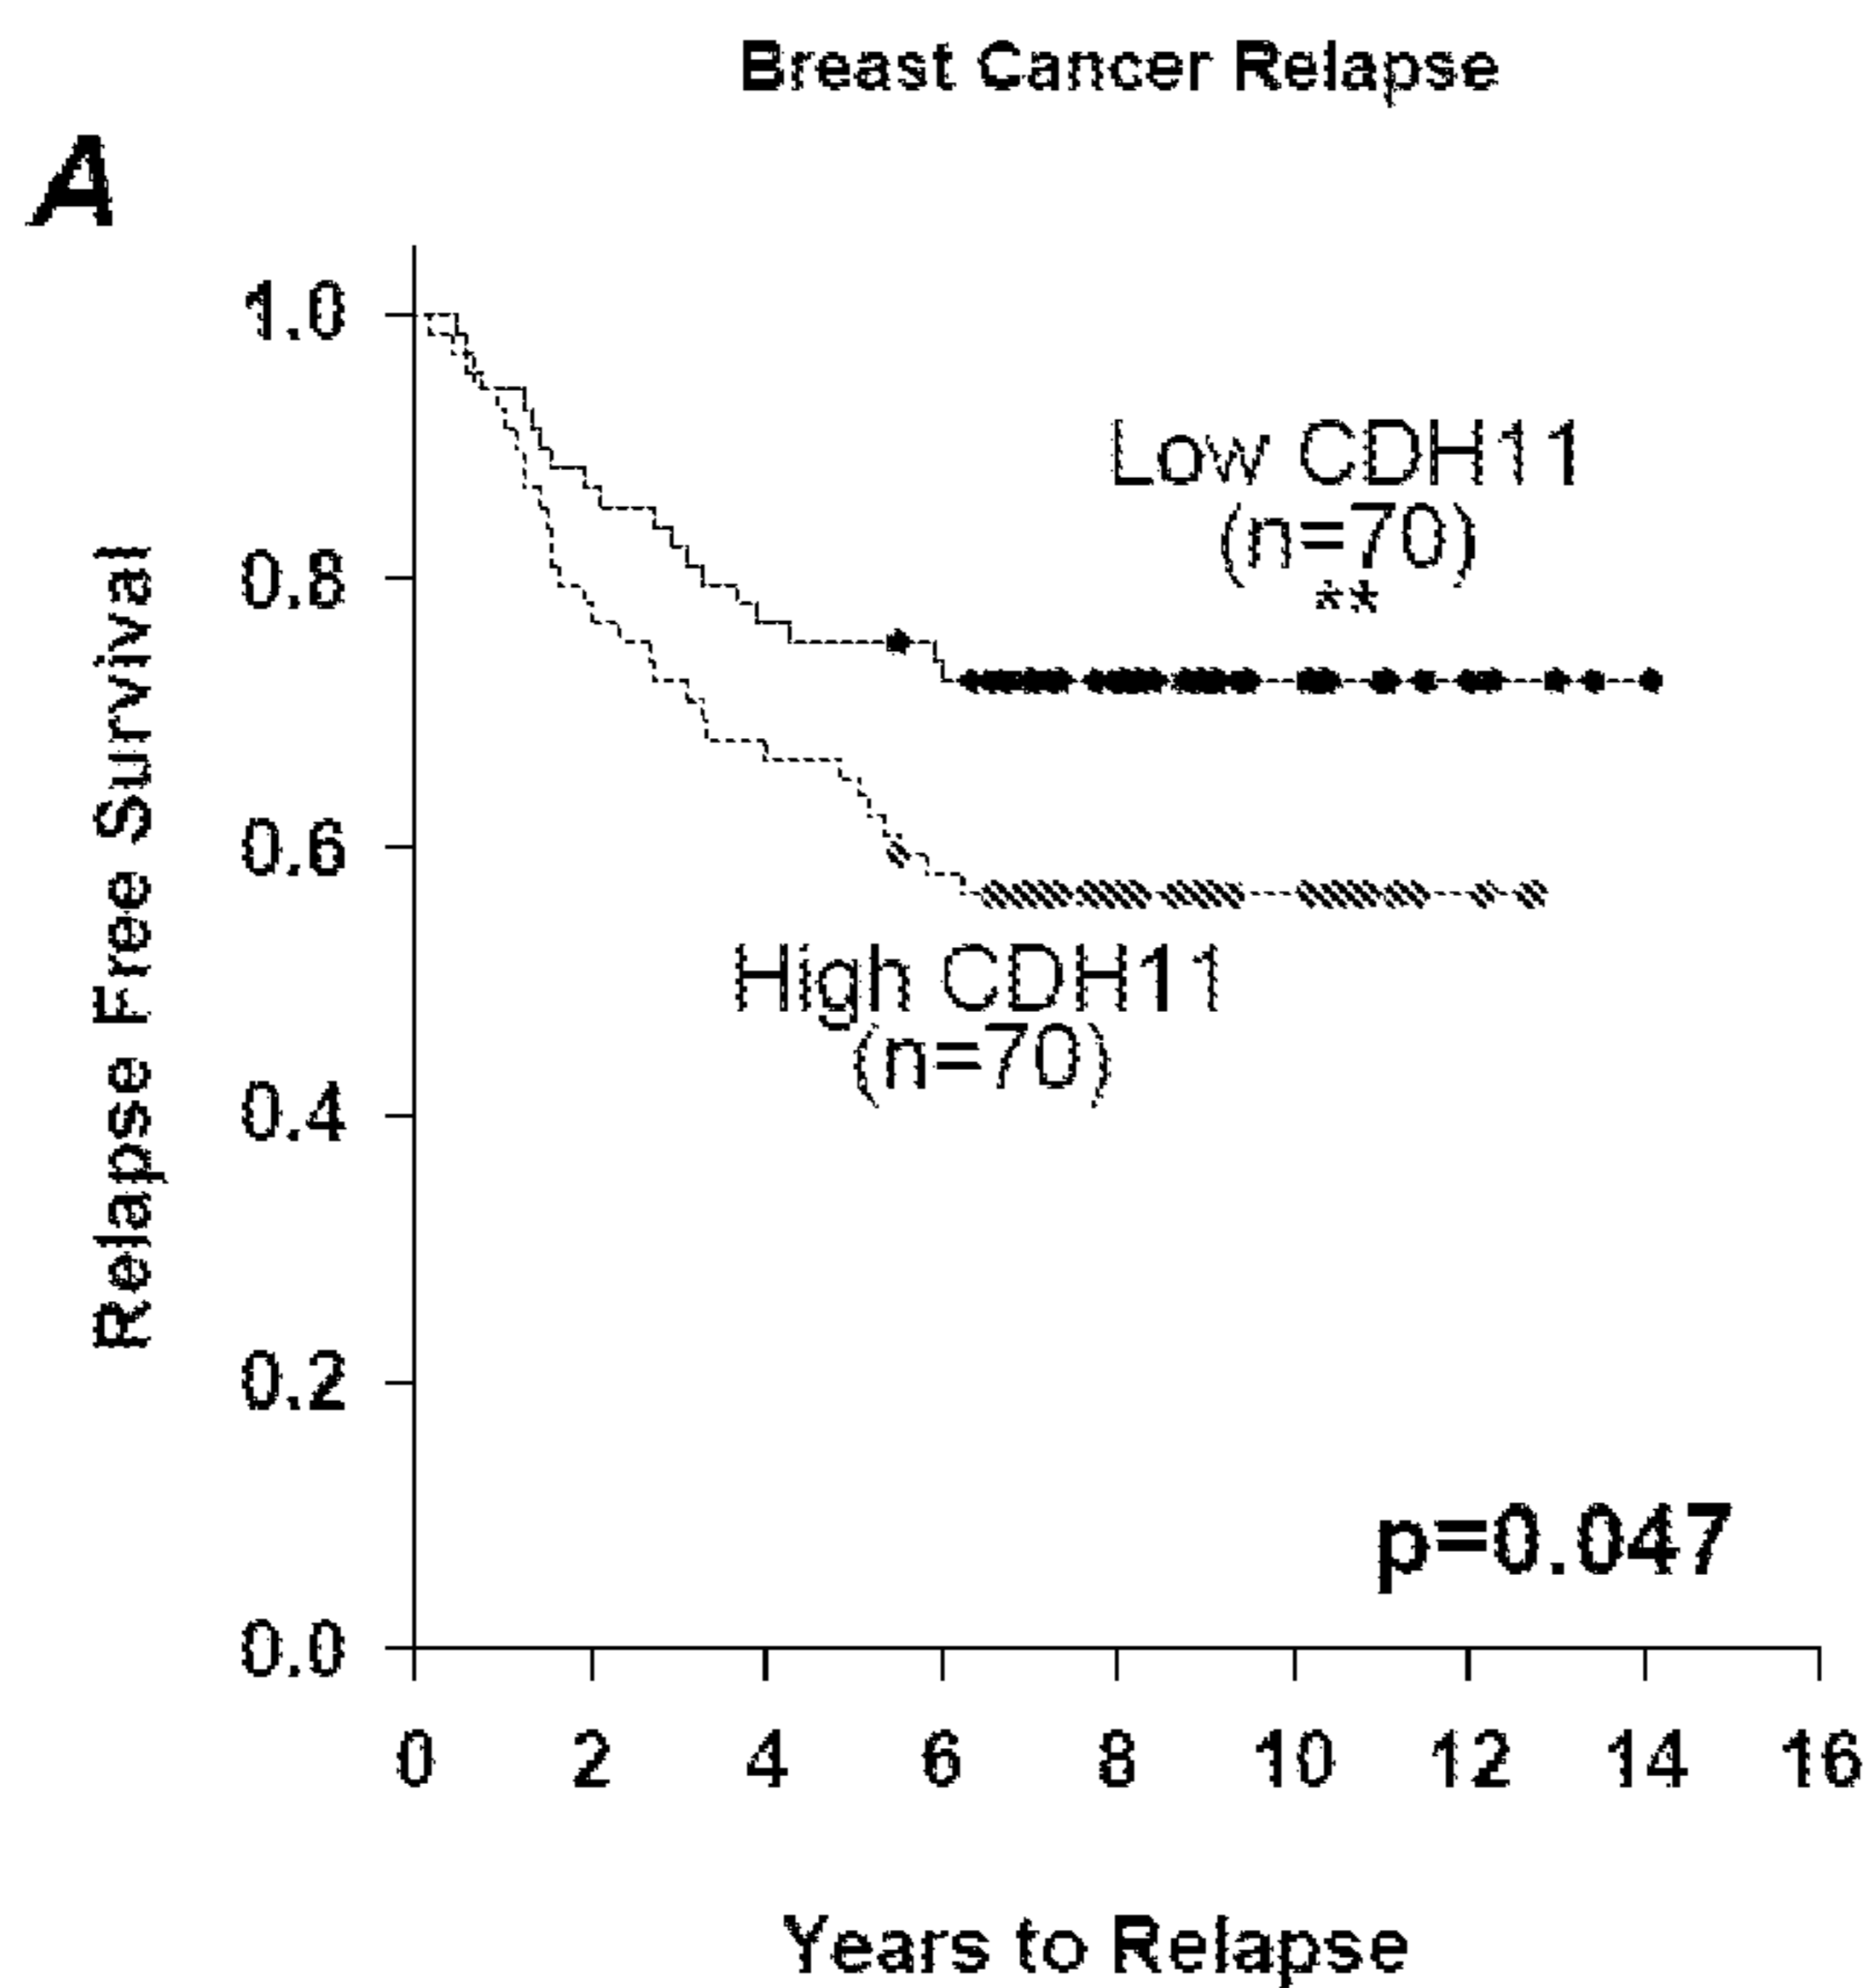 Breast Cancer Relapse
A
Relapse Free Survival
1.0
0.8
0.6
0.4
0.2
0.0
Low CDH11
(n=70)
**
High CDH11
(n=70)
p=0.047
0 2 4 6 8 10 12 14 16
Years to Relapse